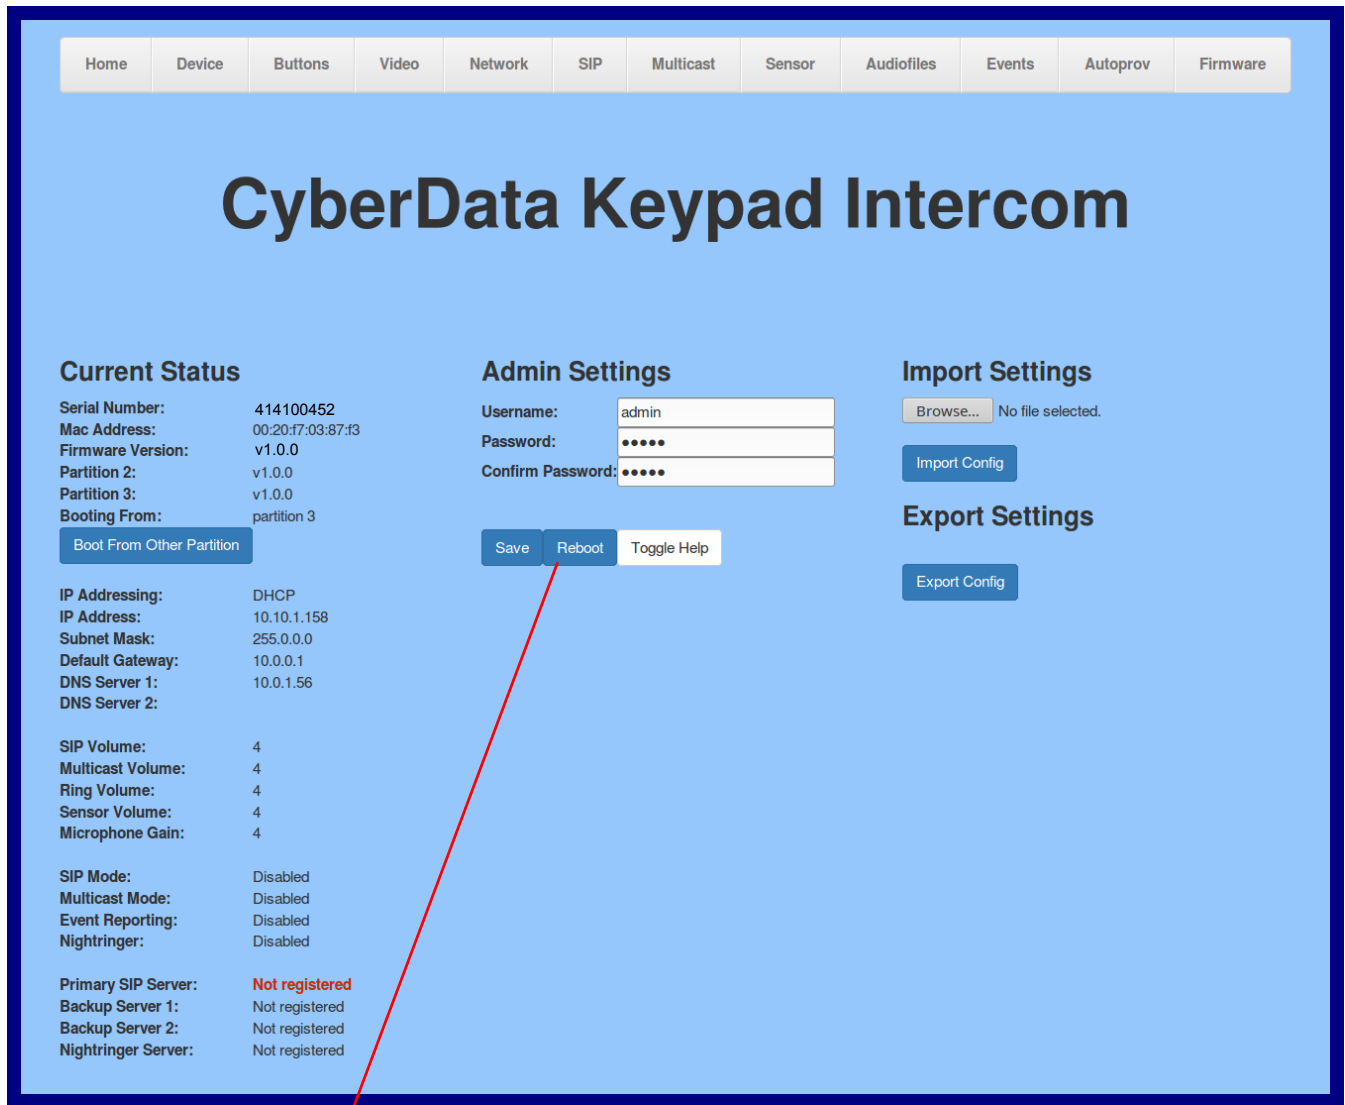 Home Device Buttons Video Network SIP Multicast Sensor Audiofiles Events Autoprov Firmware
CyberData Keypad Intercom
Current Status
Serial Number: 414100452
Mac Address: 00:20:f7:03:87:f3
Firmware Version: v1.0.0
Partition 2: v1.0.0
Partition 3: v1.0.0
Booting From: partition 3
Boot From Other Partition
IP Addressing: DHCP
IP Address: 10.10.1.158
Subnet Mask: 255.0.0.0
Default Gateway: 10.0.0.1
DNS Server 1: 10.0.1.56
DNS Server 2:
SIP Volume: 4
Multicast Volume: 4
Ring Volume: 4
Sensor Volume: 4
Microphone Gain: 4
SIP Mode: Disabled
Multicast Mode: Disabled
Event Reporting: Disabled
Nightringer: Disabled
Primary SIP Server: Not registered
Backup Server 1: Not registered
Backup Server 2: Not registered
Nightringer Server: Not registered
Admin Settings
Username: admin
Password: ●●●●●
Confirm Password: ●●●●●
Save Reboot Toggle Help
Import Settings
Browse... No file selected.
Import Config
Export Settings
Export Config